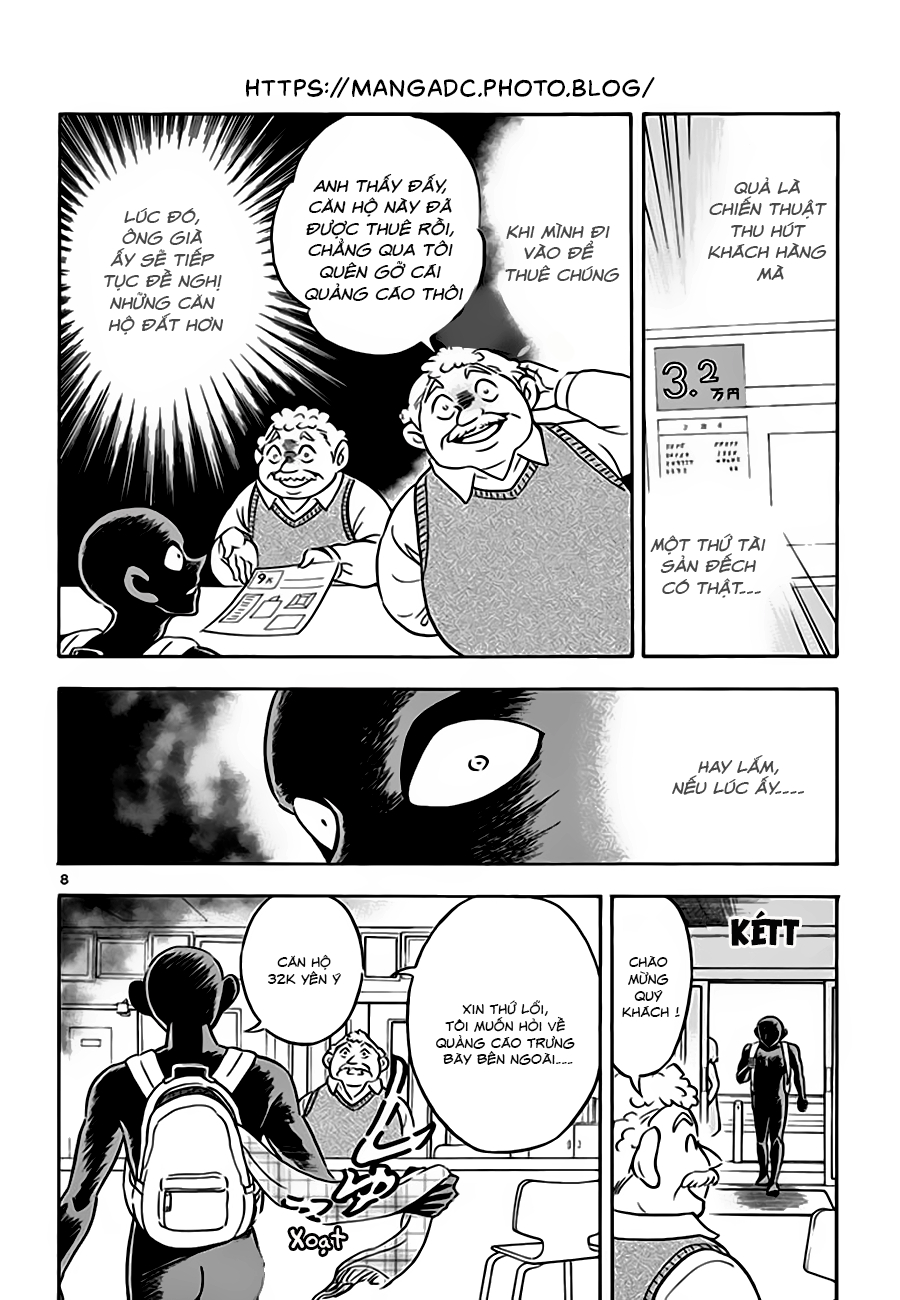 HTTPS://MANGADC.PHOTO.BLOG/
QUẢ LÀ
CHIẾN THUẬT
THU HÚT
KHÁCH HÀNG
MÀ
3.2
万円
MỘT THỨ TÀI
SẢN ĐẾCH
CÓ THẬT...
KHI MÌNH ĐI
VÀO ĐỂ
THUÊ CHÚNG
ANH THẤY ĐẤY,
CĂN HỘ NÀY ĐÃ
ĐƯỢC THUÊ RỒI,
CHẲNG QUA TÔI
QUÊN GỠ CÁI
QUẢNG CÁO THÔI
LÚC ĐÓ,
ÔNG GIÀ
ẤY SẼ TIẾP
TỤC ĐỀ NGHỊ
NHỮNG CĂN
HỘ ĐẮT HƠN
9K
HAY LẮM,
NẾU LÚC ẤY....
8
KÉTT
CHÀO
MỪNG
QUÝ
KHÁCH !
XIN THỨ LỖI,
TÔI MUỐN HỎI VỀ
QUẢNG CÁO TRƯNG
BÀY BÊN NGOÀI...
CĂN HỘ
32K YÊN Ý
XOẠT